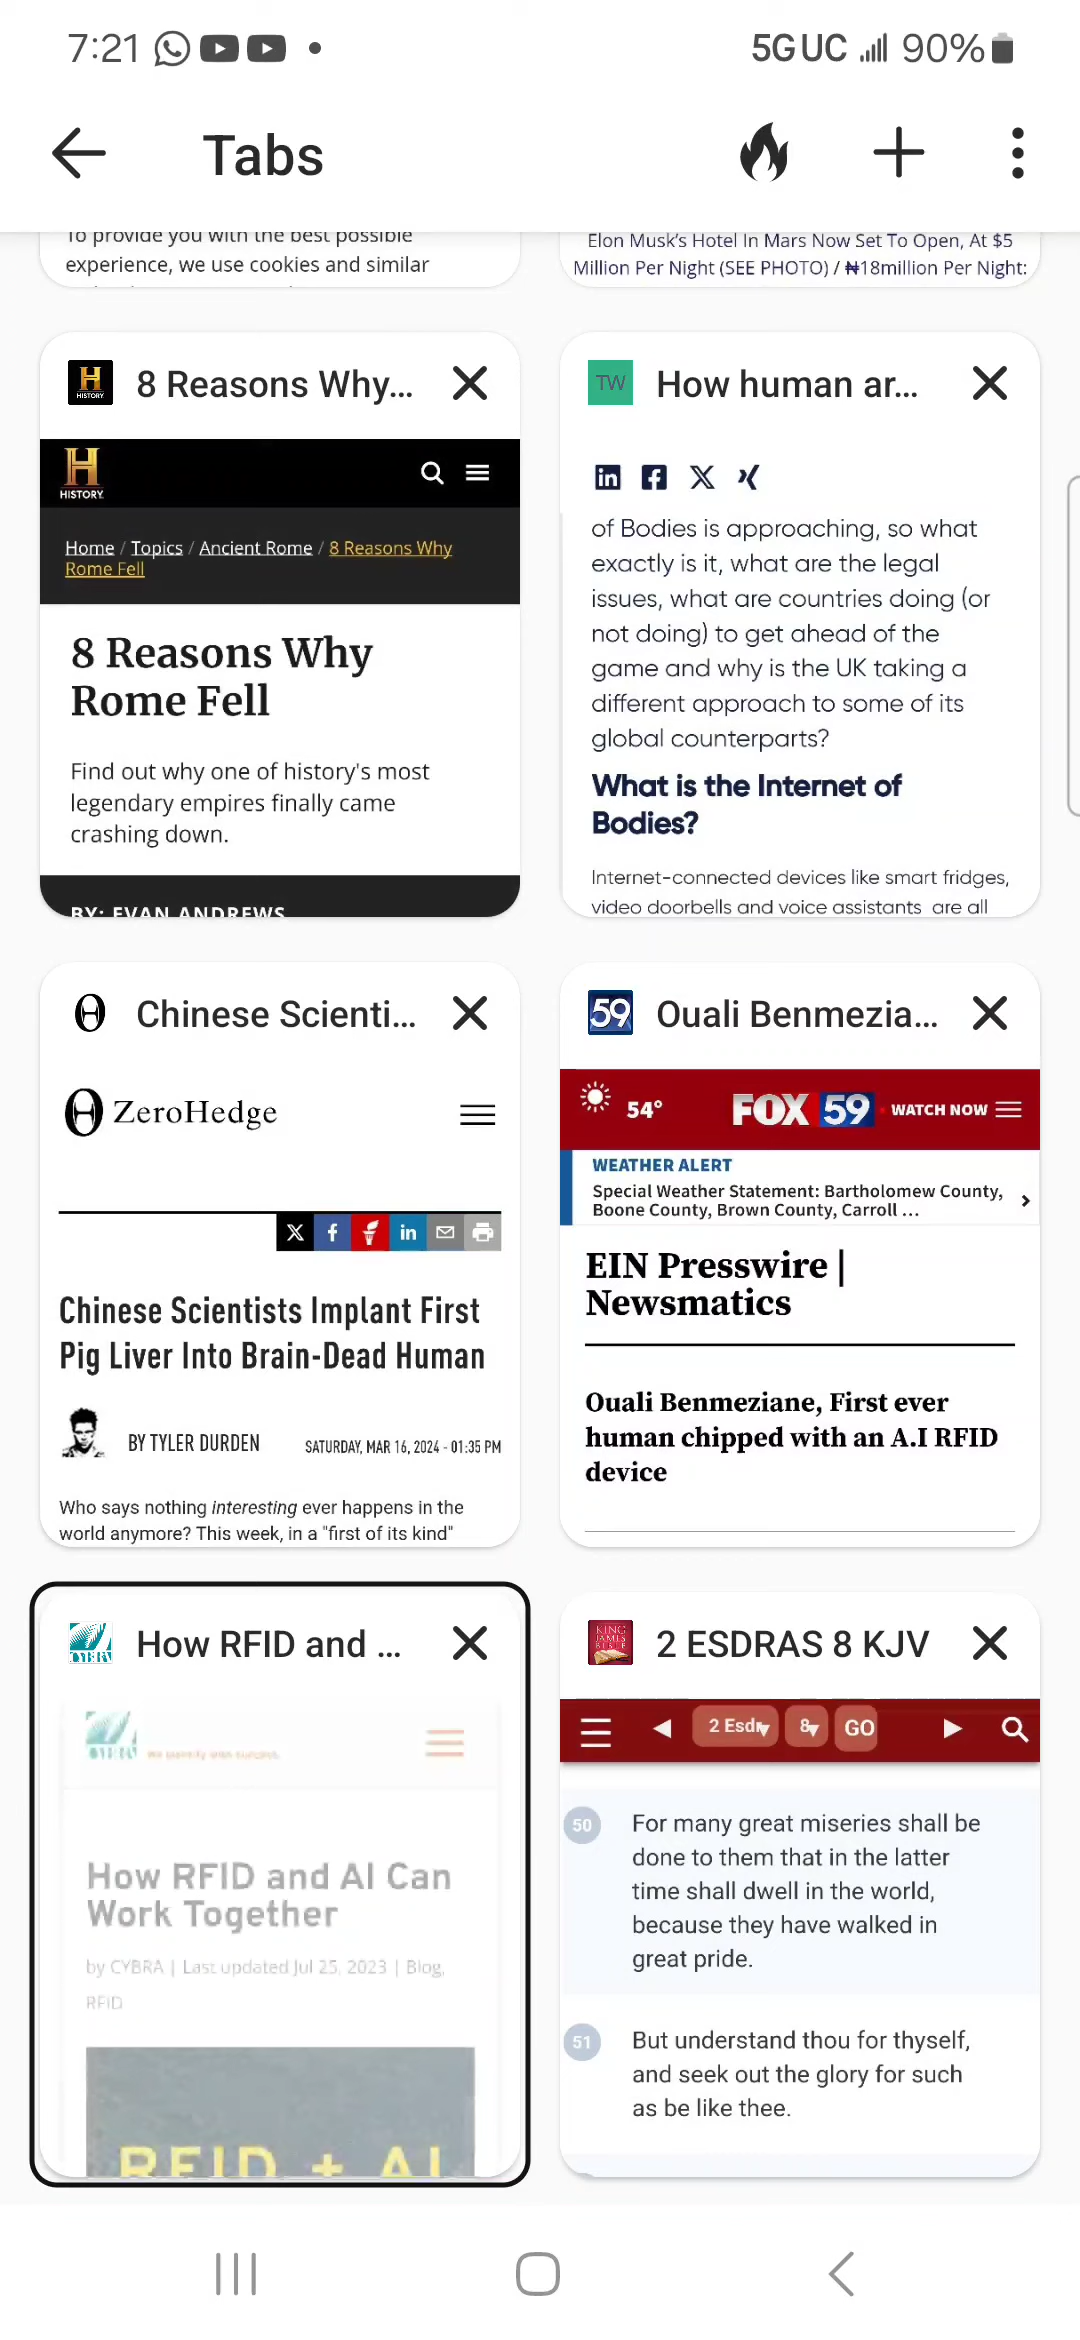 7:21
5G UC 90%
Tabs
To provide you with the best possible
experience, we use cookies and similar
Elon Musk's Hotel In Mars Now Set To Open, At $5
Million Per Night (SEE PHOTO) / ₦18million Per Night:
H HISTORY 8 Reasons Why...
H
HISTORY
Home / Topics / Ancient Rome / 8 Reasons Why
Rome Fell
8 Reasons Why
Rome Fell
Find out why one of history's most
legendary empires finally came
crashing down.
BY: EVAN ANDREWS
TW How human ar...
of Bodies is approaching, so what
exactly is it, what are the legal
issues, what are countries doing (or
not doing) to get ahead of the
game and why is the UK taking a
different approach to some of its
global counterparts?
What is the Internet of
Bodies?
Internet-connected devices like smart fridges,
video doorbells and voice assistants are all
Chinese Scienti...
ZeroHedge
Chinese Scientists Implant First
Pig Liver Into Brain-Dead Human
BY TYLER DURDEN SATURDAY, MAR 16, 2024 - 01:35 PM
Who says nothing interesting ever happens in the
world anymore? This week, in a "first of its kind"
59 Ouali Benmezia...
54° FOX 59 WATCH NOW
WEATHER ALERT
Special Weather Statement: Bartholomew County,
Boone County, Brown County, Carroll ...
EIN Presswire |
Newsmatics
Ouali Benmeziane, First ever
human chipped with an A.I RFID
device
CYBRA How RFID and ...
CYBRA We identify with success.
How RFID and AI Can
Work Together
by CYBRA | Last updated Jul 25, 2023 | Blog,
RFID
RFID + AI
KING JAMES BIBLE 2 ESDRAS 8 KJV
2 Esdr 8 GO
50 For many great miseries shall be
done to them that in the latter
time shall dwell in the world,
because they have walked in
great pride.
51 But understand thou for thyself,
and seek out the glory for such
as be like thee.